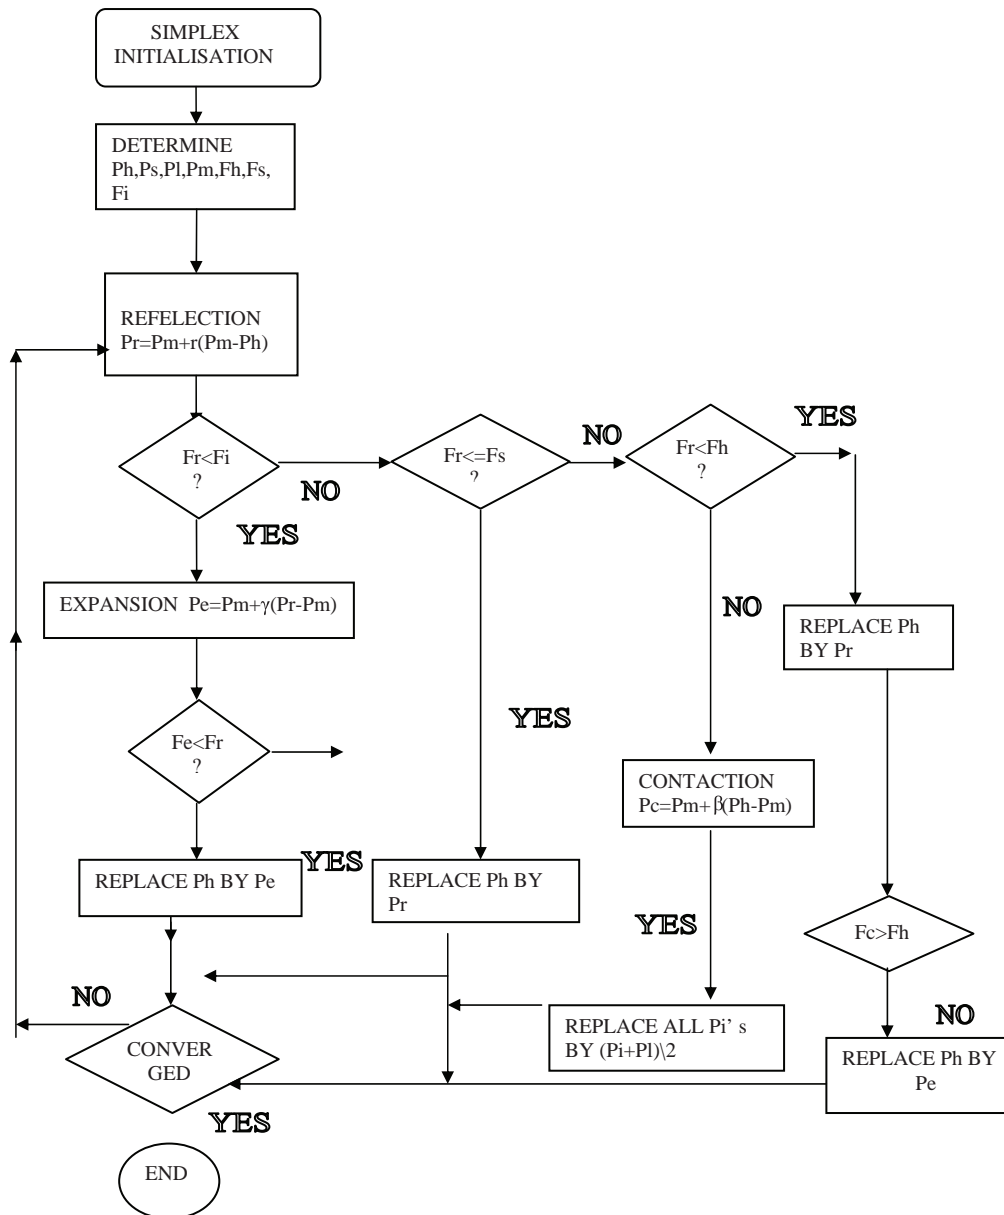 SIMPLEX
INITIALISATION
DETERMINE
Ph,Ps,Pl,Pm,Fh,Fs,
Fi
REFELECTION
Pr=Pm+r(Pm-Ph)
Fr<Fi
?
NO
YES
Fr<=Fs
?
NO
YES
Fr<Fh
?
YES
NO
EXPANSION Pe=Pm+γ(Pr-Pm)
REPLACE Ph
BY Pr
Fe<Fr
?
YES
CONTACTION
Pc=Pm+β(Ph-Pm)
YES
REPLACE Ph BY Pe
REPLACE Ph BY
Pr
Fc>Fh
NO
REPLACE ALL Pi' s
BY (Pi+Pl)\2
REPLACE Ph BY
Pe
NO
CONVER
GED
YES
END